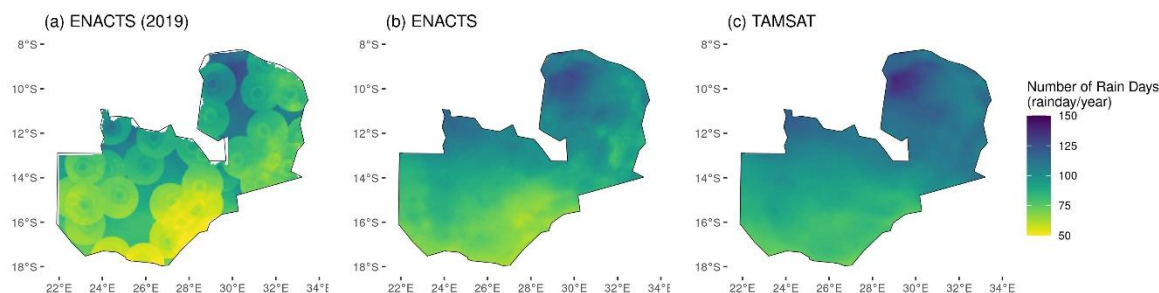 (a) ENACTS (2019)
(b) ENACTS
(c) TAMSAT
8°S
10°S
12°S
14°S
16°S
18°S
22°E 24°E 26°E 28°E 30°E 32°E 34°E
8°S
10°S
12°S
14°S
16°S
18°S
22°E 24°E 26°E 28°E 30°E 32°E 34°E
8°S
10°S
12°S
14°S
16°S
18°S
22°E 24°E 26°E 28°E 30°E 32°E 34°E
Number of Rain Days
(rainday/year)
150
125
100
75
50